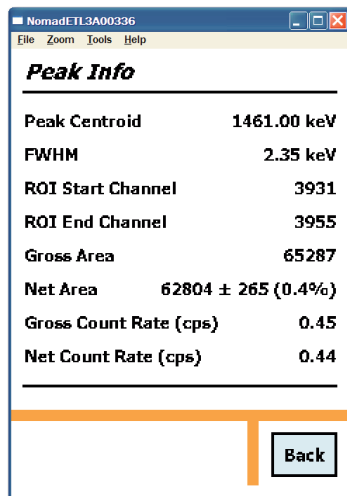 NomadETL3A00336
File Zoom Tools Help
Peak Info
Peak Centroid 1461.00 keV
FWHM 2.35 keV
ROI Start Channel 3931
ROI End Channel 3955
Gross Area 65287
Net Area 62804 ± 265 (0.4%)
Gross Count Rate (cps) 0.45
Net Count Rate (cps) 0.44
Back